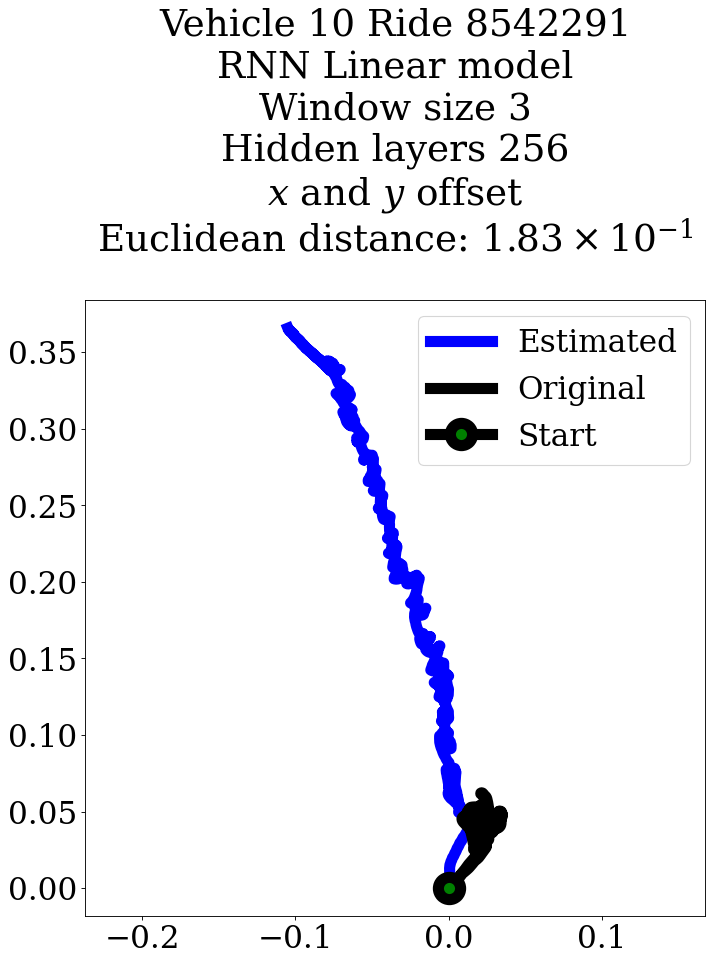 Vehicle 10 Ride 8542291
RNN Linear model
Window size 3
Hidden layers 256
x and y offset
Euclidean distance: 1.83 × 10⁻¹
Estimated
Original
Start
0.35
0.30
0.25
0.20
0.15
0.10
0.05
0.00
−0.2 −0.1 0.0 0.1